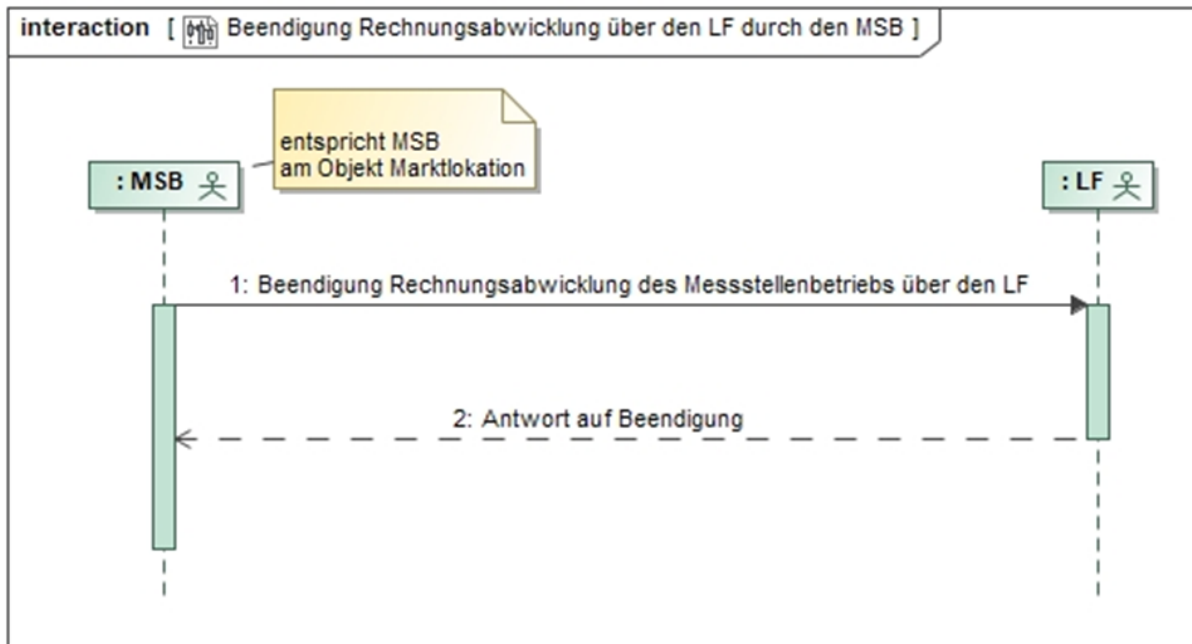 interaction [ Beendigung Rechnungsabwicklung über den LF durch den MSB ]
entspricht MSB
am Objekt Marktlokation
: MSB
: LF
1: Beendigung Rechnungsabwicklung des Messstellenbetriebs über den LF
2: Antwort auf Beendigung